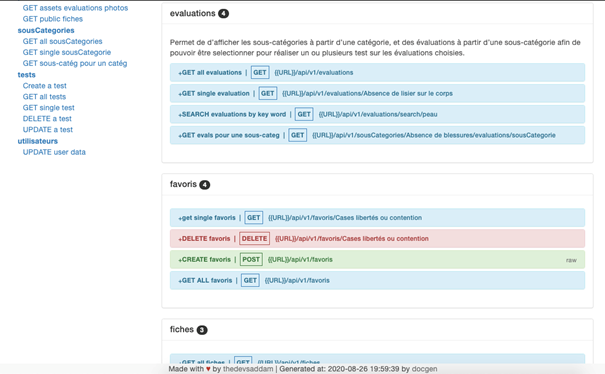 GET assets evaluations photos
GET public fiches
sousCategories
GET all sousCategories
GET single sousCategorie
GET sous-catég pour un catég
tests
Create a test
GET all tests
GET single test
DELETE a test
UPDATE a test
utilisateurs
UPDATE user data
evaluations 4
Permet de d'afficher les sous-catégories à partir d'une catégorie, et des évaluations à partir d'une sous-catégorie afin de
pouvoir être selectionner pour réaliser un ou plusieurs test sur les évaluations choisies.
+GET all evaluations | GET {{URL}}/api/v1/evaluations
+GET single evaluation | GET {{URL}}/api/v1/evaluations/Absence de lisier sur le corps
+SEARCH evaluations by key word | GET {{URL}}/api/v1/evaluations/search/peau
+GET evals pour une sous-categ | GET {{URL}}/api/v1/sousCategories/Absence de blessures/evaluations/sousCategorie
favoris 4
+get single favoris | GET {{URL}}/api/v1/favoris/Cases libertés ou contention
+DELETE favoris | DELETE {{URL}}/api/v1/favoris/Cases libertés ou contention
+CREATE favoris | POST {{URL}}/api/v1/favoris raw
+GET ALL favoris | GET {{URL}}/api/v1/favoris
fiches 3
+GET all fiches | GET {{URL}}/api/v1/fiches
Made with ♥ by thedevsaddam | Generated at: 2020-08-26 19:59:39 by docgen